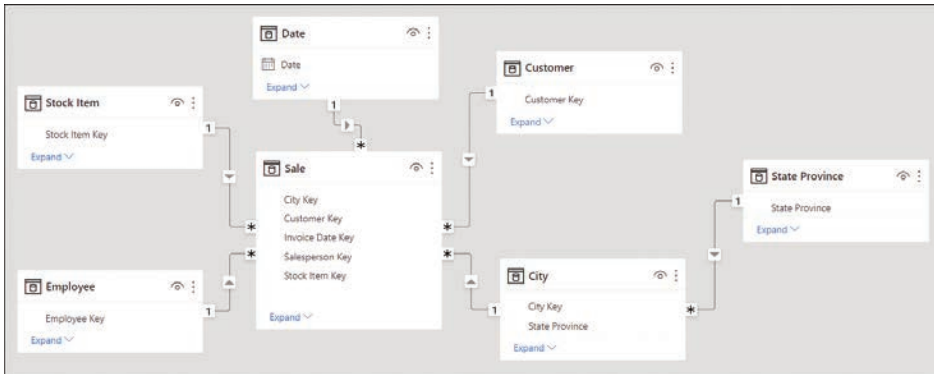 Date
Date
Expand
1
*
Customer
Customer Key
Expand
1
*
Stock Item
Stock Item Key
Expand
1
*
Sale
City Key
Customer Key
Invoice Date Key
Salesperson Key
Stock Item Key
Expand
State Province
State Province
Expand
1
*
Employee
Employee Key
Expand
1
*
City
City Key
State Province
Expand
1
*